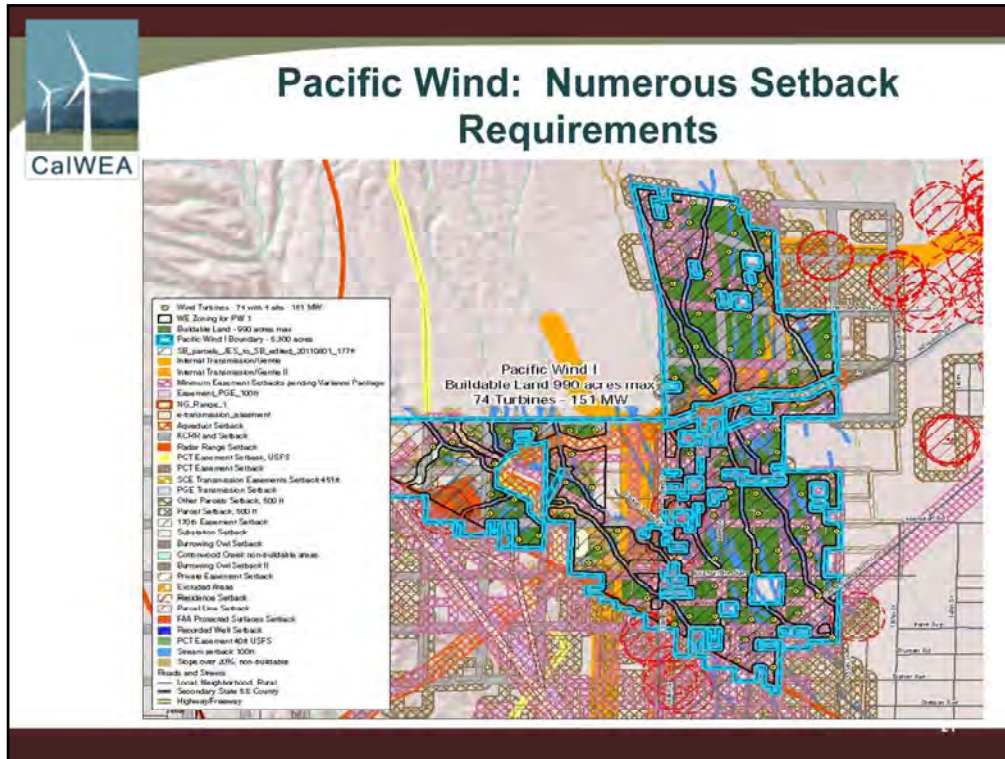 Pacific Wind: Numerous Setback
Requirements
CalWEA
Wind Turbines - 74 with - 151 MW
WE Zoning for PW 1
Buildable Land - 990 acres max
Pacific Wind I Boundary - 8,300 acres
Internal Transmission/Gentie
Internal Transmission/Gentie II
Minimum Easement Setbacks pending Variance Package
Easement_PGE_100ft
NG_Range_1
e-transmission_easement
Aqueduct Setback
KCRR and Setback
Radar Range Setback
PCT Easement Setback, USFS
PCT Easement Setback
SCE Transmission Easements Setback 451ft
PGE Transmission Setback
Other Parcels Setback, 500 ft
Parcel Setback, 500 ft
170th Easement Setback
Substation Setback
Burrowing Owl Setback
Cottonwood Creek non-buildable areas
Burrowing Owl Setback II
Private Easement Setback
Excluded Areas
Residence Setback
Parcel Line Setback
FAA Protected Surfaces Setback
Recorded Well Setback
PCT Easement 40ft USFS
Stream setback 100ft
Slope over 20%, non-buildable
Roads and Streets
Local, Neighborhood, Rural
Secondary State & County
Highway/Freeway
Pacific Wind I
Buildable Land 990 acres max
74 Turbines - 151 MW